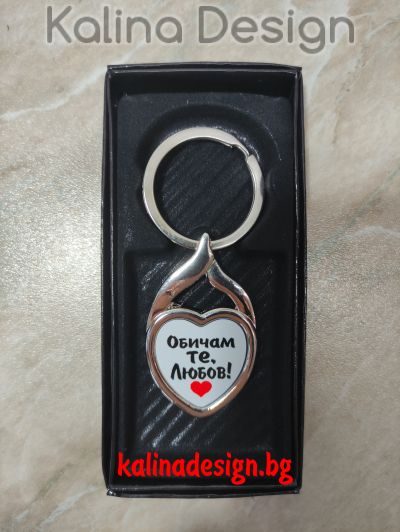 Kalina Design
Обичам
те,
Любов!
kalinadesign.bg